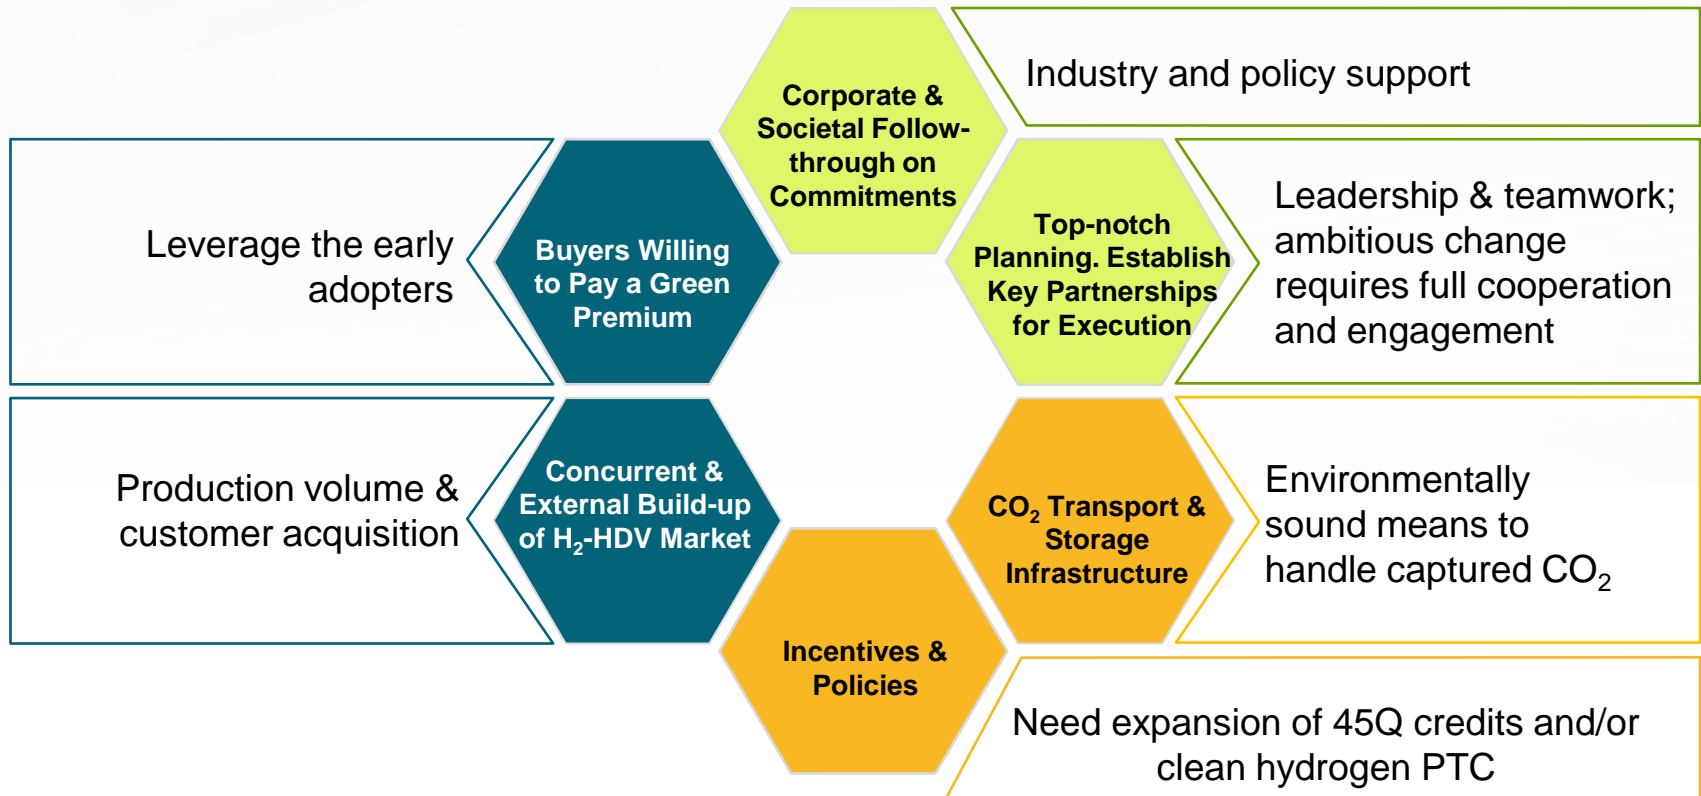 Corporate &
Societal Follow-
through on
Commitments
Industry and policy support
Top-notch
Planning. Establish
Key Partnerships
for Execution
Leadership & teamwork;
ambitious change
requires full cooperation
and engagement
CO₂ Transport &
Storage
Infrastructure
Environmentally
sound means to
handle captured CO₂
Incentives &
Policies
Need expansion of 45Q credits and/or
clean hydrogen PTC
Concurrent &
External Build-up
of H₂-HDV Market
Production volume &
customer acquisition
Buyers Willing
to Pay a Green
Premium
Leverage the early
adopters